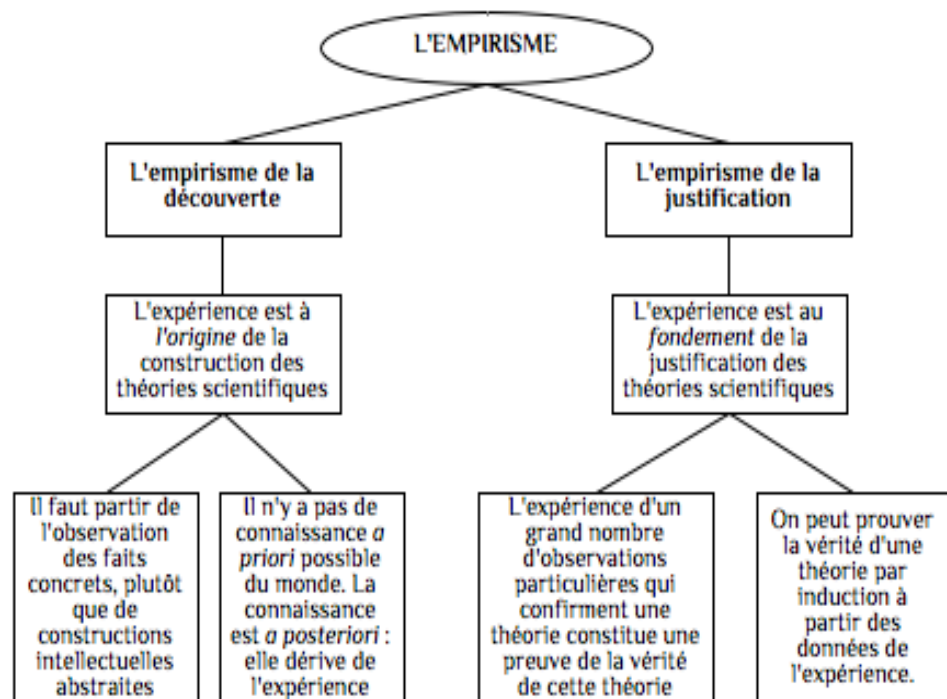 L'EMPIRISME
L'empirisme de la
découverte
L'empirisme de la
justification
L'expérience est à
l'origine de la
construction des
théories scientifiques
L'expérience est au
fondement de la
justification des
théories scientifiques
Il faut partir de
l'observation
des faits
concrets, plutôt
que de
constructions
intellectuelles
abstraites
Il n'y a pas de
connaissance a
priori possible
du monde. La
connaissance
est a posteriori :
elle dérive de
l'expérience
L'expérience d'un
grand nombre
d'observations
particulières qui
confirment une
théorie constitue une
preuve de la vérité
de cette théorie
On peut prouver
la vérité d'une
théorie par
induction à
partir des
données de
l'expérience.